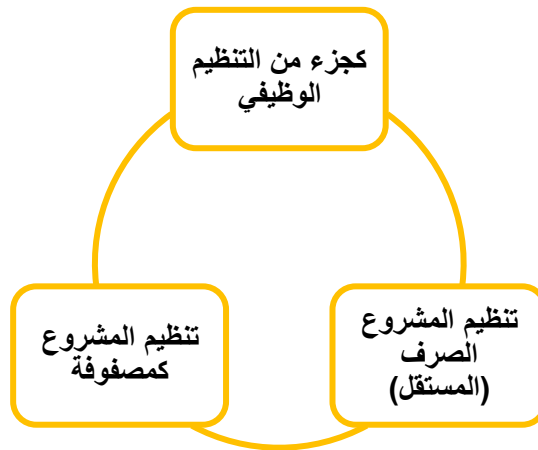 كجزء من التنظيم
الوظيفي
تنظيم المشروع
الصرف
(المستقل)
تنظيم المشروع
كمصفوفة